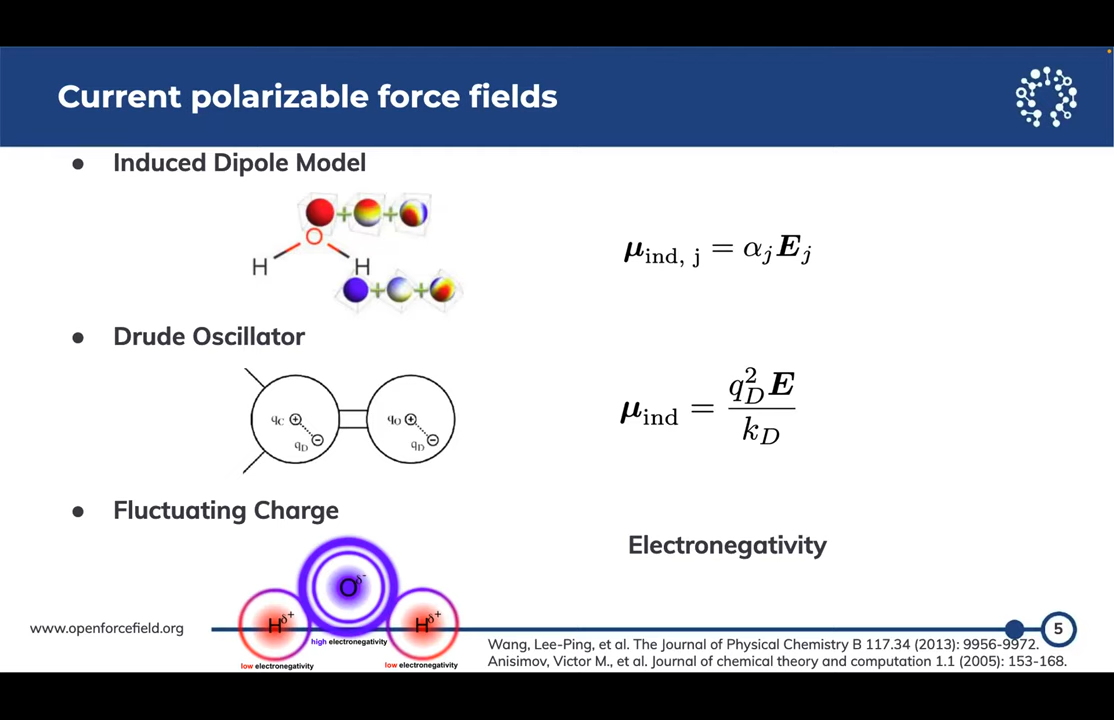 Current polarizable force fields
● Induced Dipole Model
O
H H
+ +
+ +
μind, j = αjEj
● Drude Oscillator
qC + − qD
qO + − qD
μind = q²D E / kD
● Fluctuating Charge
Electronegativity
Oδ-
Hδ+ Hδ+
high electronegativity
low electronegativity low electronegativity
www.openforcefield.org
5
Wang, Lee-Ping, et al. The Journal of Physical Chemistry B 117.34 (2013): 9956-9972.
Anisimov, Victor M., et al. Journal of chemical theory and computation 1.1 (2005): 153-168.